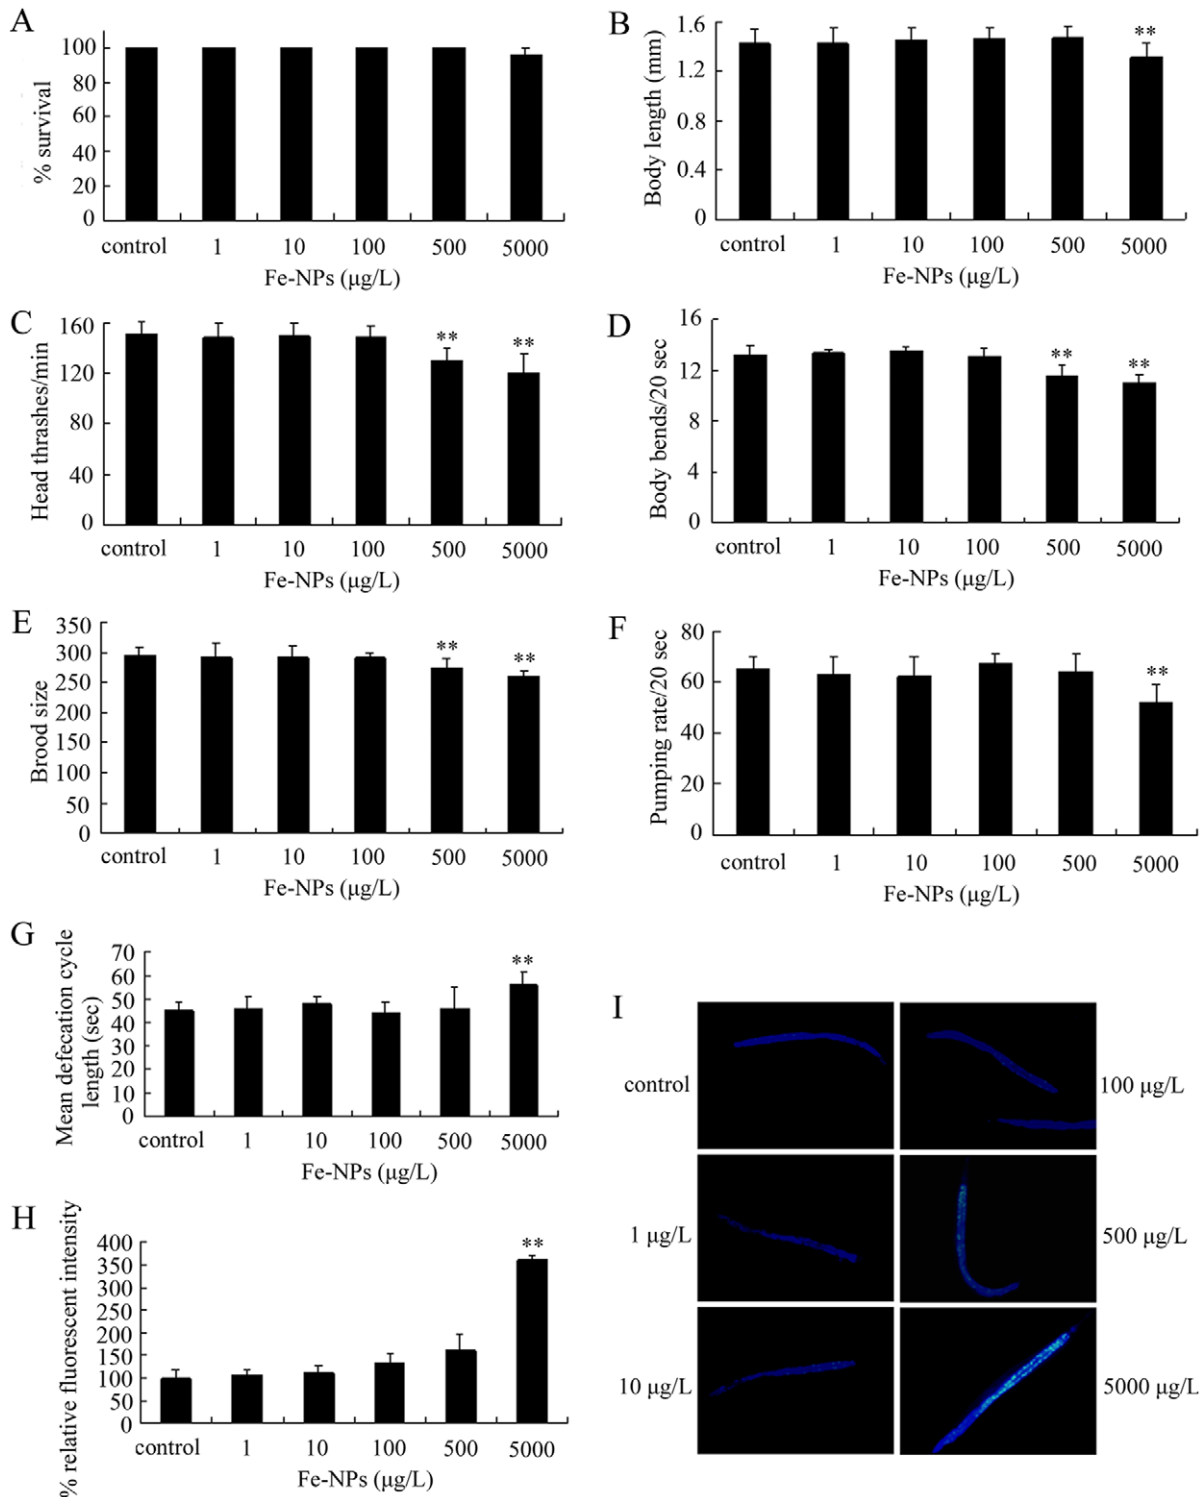 A
% survival
100
80
60
40
20
0
control 1 10 100 500 5000
Fe-NPs (µg/L)
B
Body length (mm)
1.6
1.2
0.8
0.4
0
**
control 1 10 100 500 5000
Fe-NPs (µg/L)
C
Head thrashes/min
160
120
80
40
0
** **
control 1 10 100 500 5000
Fe-NPs (µg/L)
D
Body bends/20 sec
16
12
8
4
0
** **
control 1 10 100 500 5000
Fe-NPs (µg/L)
E
Brood size
350
300
250
200
150
100
50
0
** **
control 1 10 100 500 5000
Fe-NPs (µg/L)
F
Pumping rate/20 sec
80
60
40
20
0
**
control 1 10 100 500 5000
Fe-NPs (µg/L)
G
Mean defecation cycle
length (sec)
70
60
50
40
30
20
10
0
**
control 1 10 100 500 5000
Fe-NPs (µg/L)
H
% relative fluorescent intensity
400
350
300
250
200
150
100
50
0
**
control 1 10 100 500 5000
Fe-NPs (µg/L)
I
control
100 µg/L
1 µg/L
500 µg/L
10 µg/L
5000 µg/L